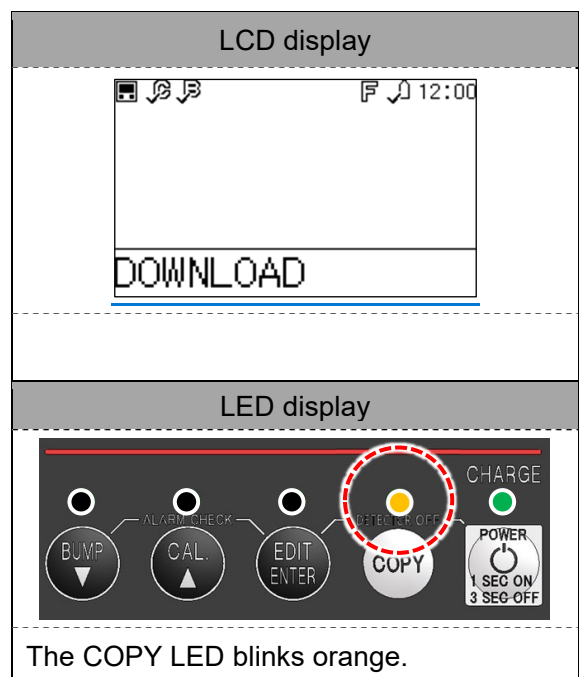 LCD display
F 12:00
DOWNLOAD
LED display
CHARGE
ALARM CHECK
DETECTER OFF
BUMP
CAL.
EDIT
ENTER
COPY
POWER
1 SEC ON
3 SEC OFF
The COPY LED blinks orange.